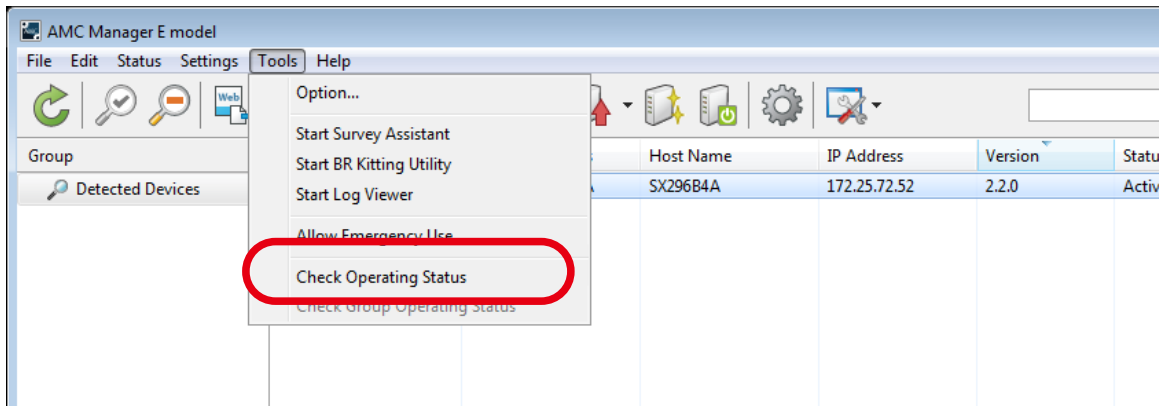 AMC Manager E model
File Edit Status Settings Tools Help
Web
Option...
Start Survey Assistant
Start BR Kitting Utility
Start Log Viewer
Allow Emergency Use
Check Operating Status
Check Group Operating Status
Group Host Name IP Address Version
Detected Devices SX296B4A 172.25.72.52 2.2.0